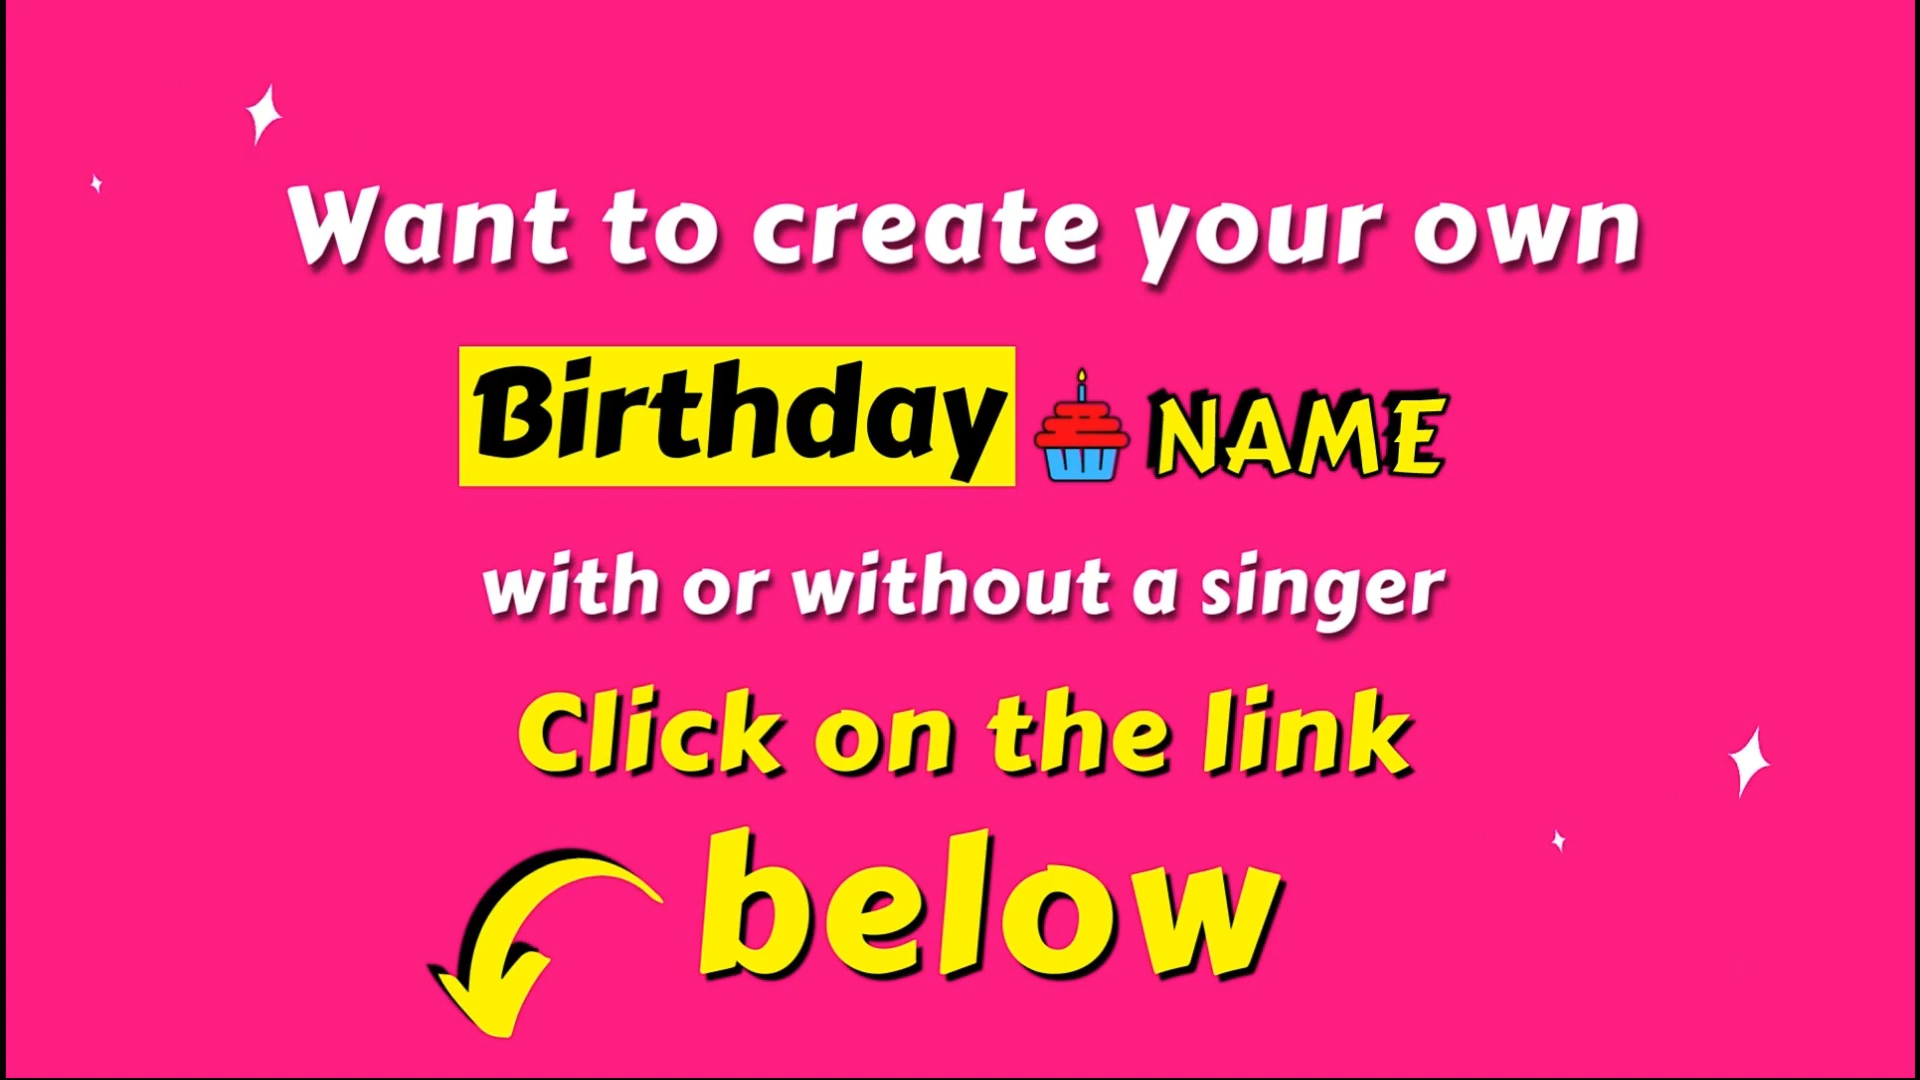 Want to create your own
Birthday NAME
with or without a singer
Click on the link
below